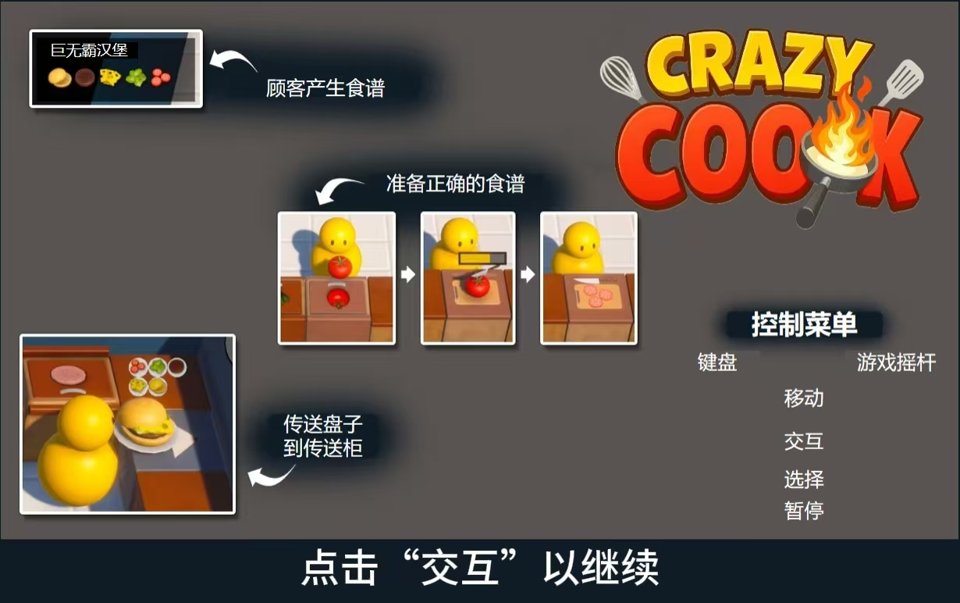 巨无霸汉堡
顾客产生食谱
CRAZY
COOK
准备正确的食谱
控制菜单
键盘
游戏摇杆
移动
交互
选择
暂停
传送盘子
到传送柜
点击“交互”以继续